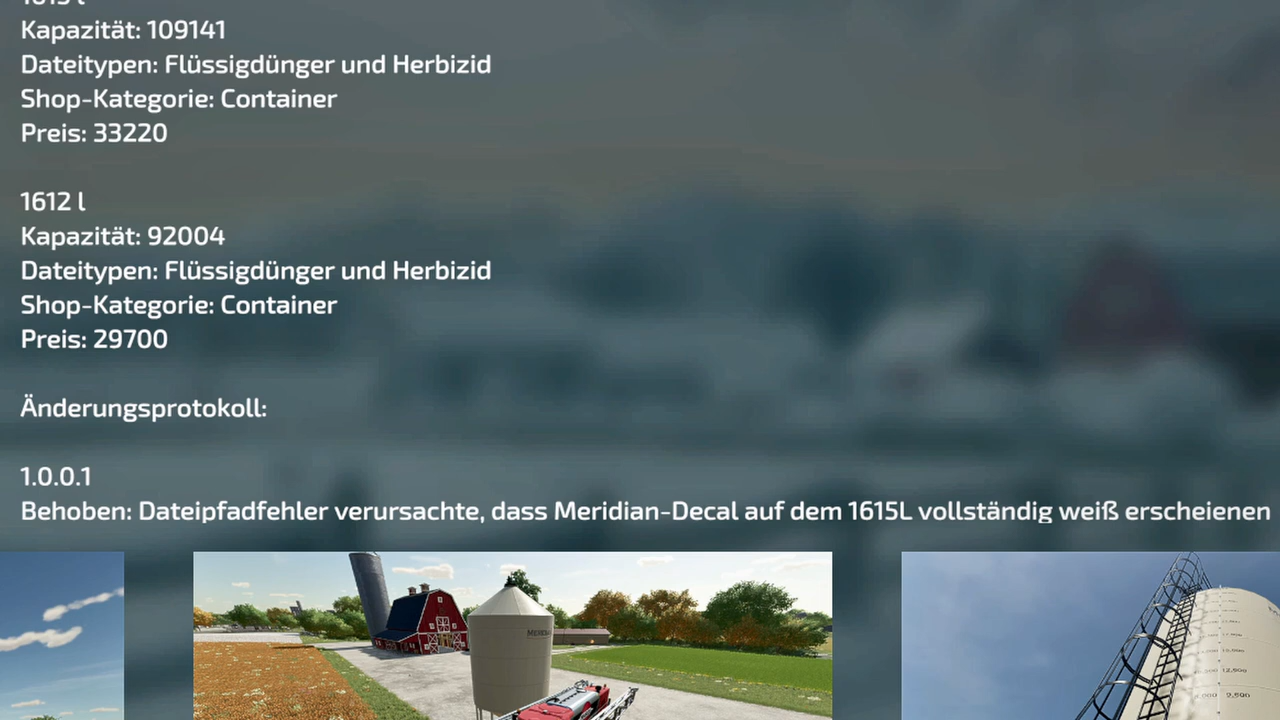 Kapazität: 109141
Dateitypen: Flüssigdünger und Herbizid
Shop-Kategorie: Container
Preis: 33220
1612 l
Kapazität: 92004
Dateitypen: Flüssigdünger und Herbizid
Shop-Kategorie: Container
Preis: 29700
Änderungsprotokoll:
1.0.0.1
Behoben: Dateipfadfehler verursachte, dass Meridian-Decal auf dem 1615L vollständig weiß erscheienen